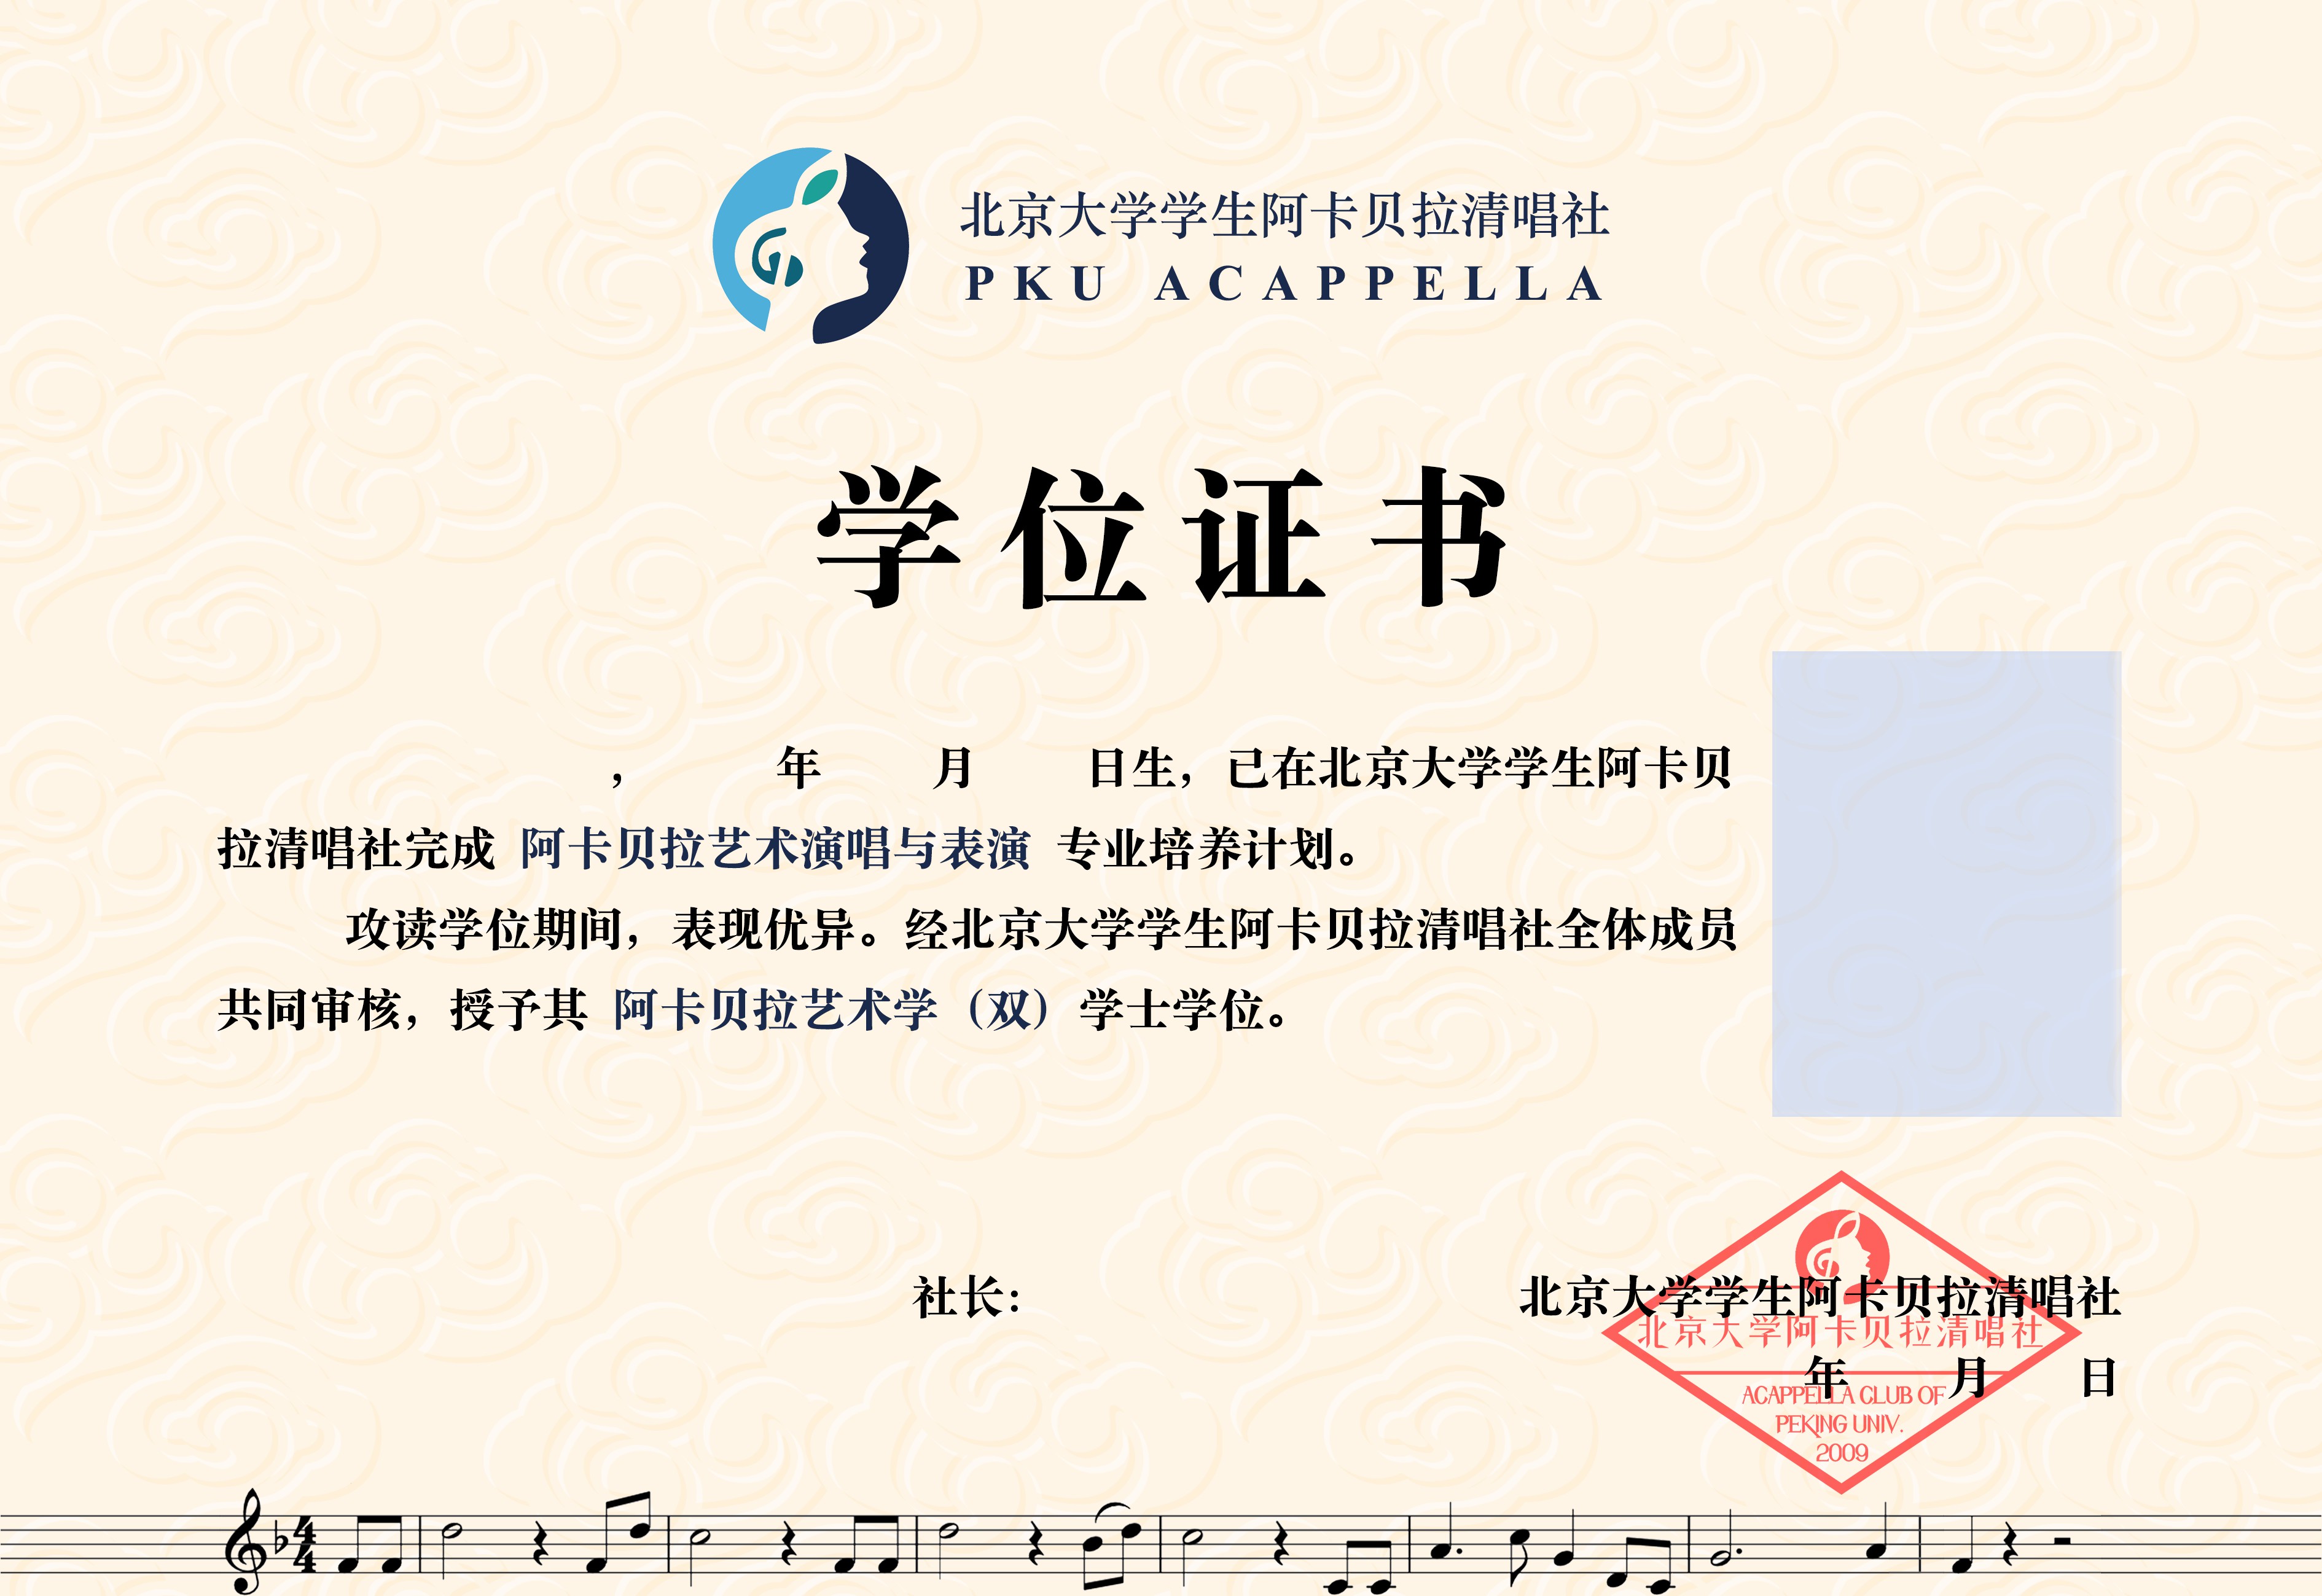 北京大学学生阿卡贝拉清唱社
PKU ACAPPELLA
学位证书
， 年 月 日生，已在北京大学学生阿卡贝
拉清唱社完成 阿卡贝拉艺术演唱与表演 专业培养计划。
攻读学位期间，表现优异。经北京大学学生阿卡贝拉清唱社全体成员
共同审核，授予其 阿卡贝拉艺术学（双）学士学位。
社长：
北京大学学生阿卡贝拉清唱社
北京大学阿卡贝拉清唱社
年 月 日
ACAPPELLA CLUB OF
PEKING UNIV.
2009
4
4